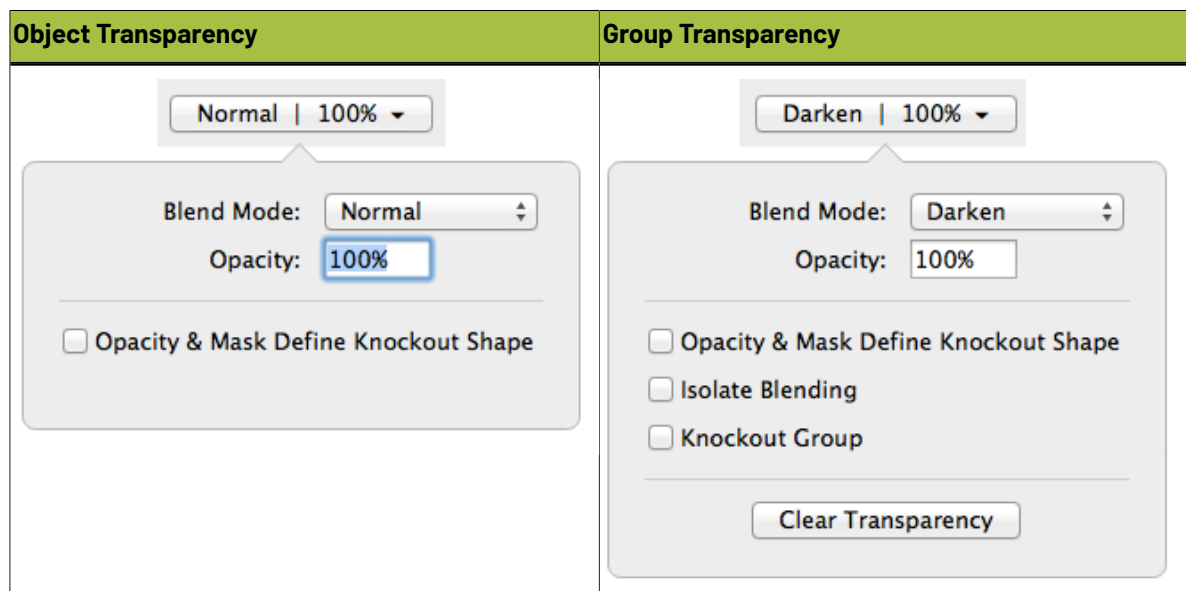 Object Transparency
Group Transparency
Normal | 100%
Blend Mode: Normal
Opacity: 100%
Opacity & Mask Define Knockout Shape
Darken | 100%
Blend Mode: Darken
Opacity: 100%
Opacity & Mask Define Knockout Shape
Isolate Blending
Knockout Group
Clear Transparency